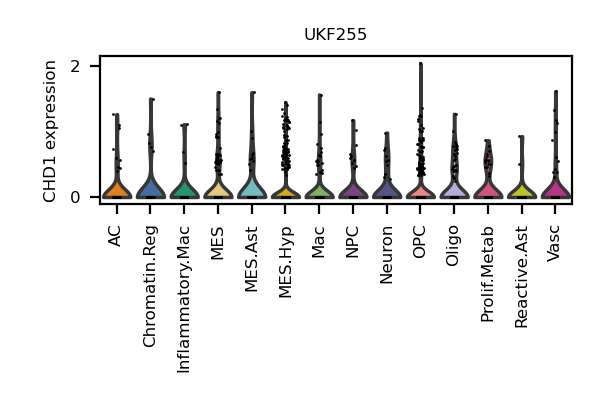 UKF255
CHD1 expression
2
0
AC
Chromatin.Reg
Inflammatory.Mac
MES
MES.Ast
MES.Hyp
Mac
NPC
Neuron
OPC
Oligo
Prolif.Metab
Reactive.Ast
Vasc